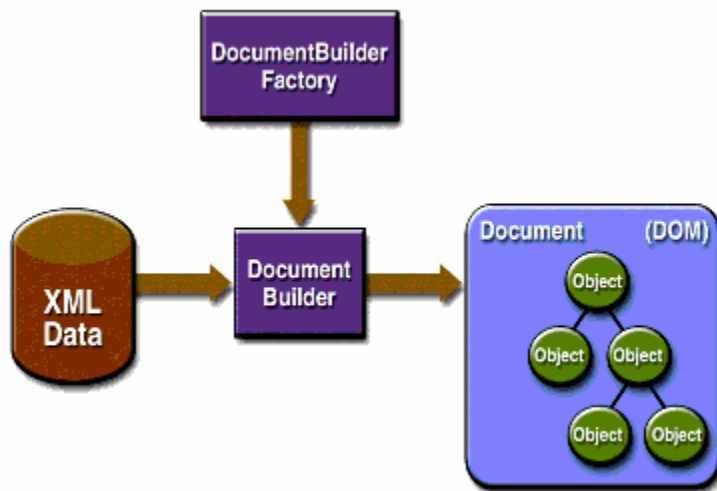 DocumentBuilder
Factory
XML
Data
Document
Builder
Document (DOM)
Object
Object Object
Object Object